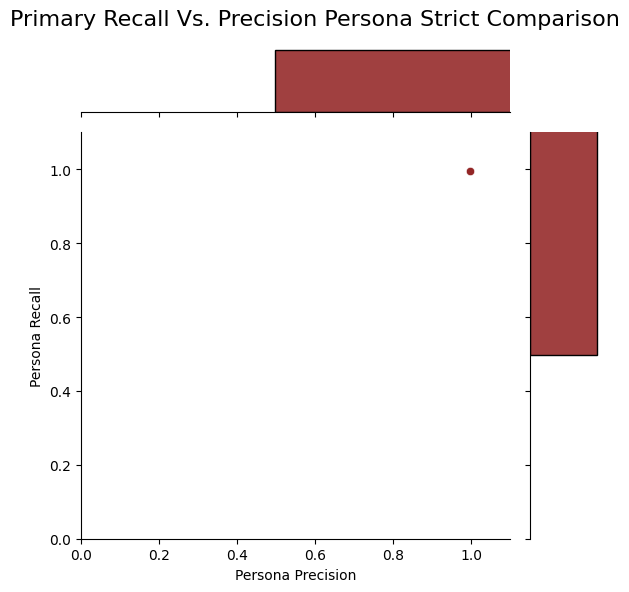 Primary Recall Vs. Precision Persona Strict Comparison
1.0
0.8
0.6
0.4
0.2
0.0
Persona Recall
0.0 0.2 0.4 0.6 0.8 1.0
Persona Precision